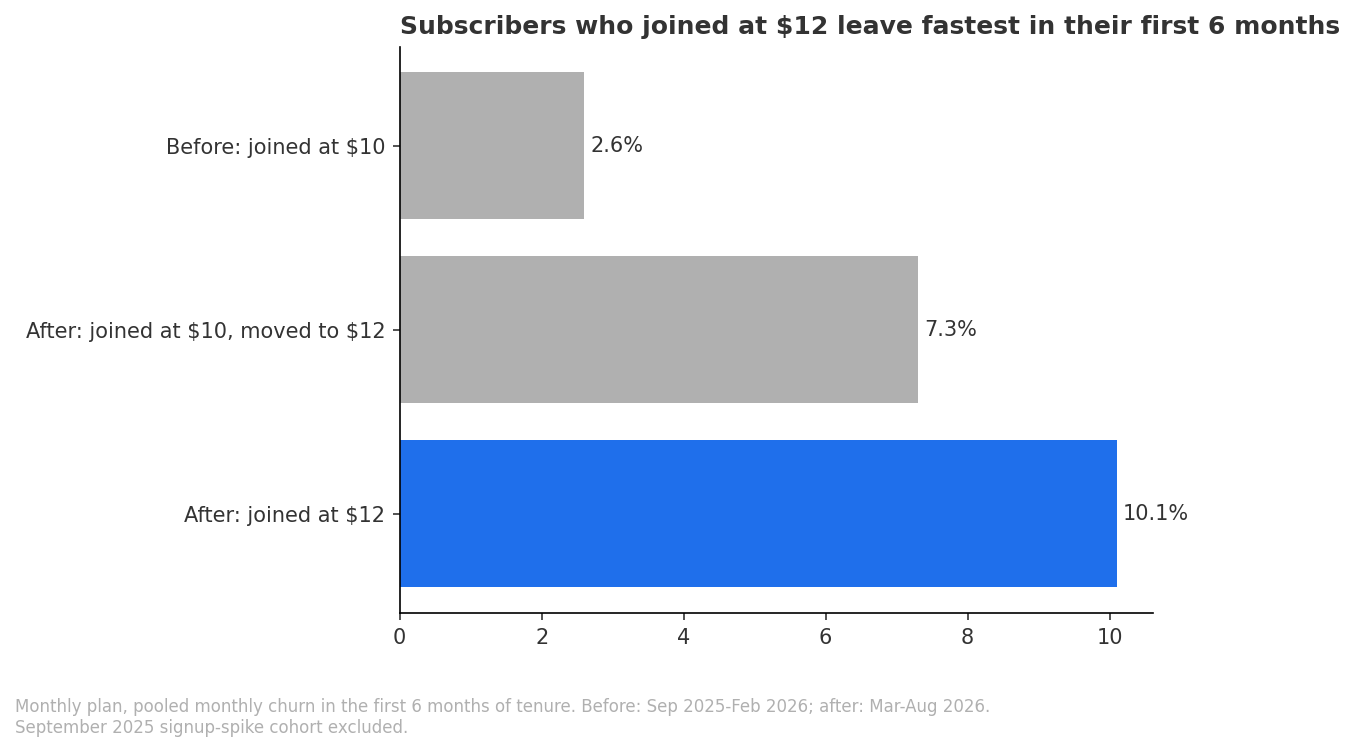 Subscribers who joined at $12 leave fastest in their first 6 months
Before: joined at $10
2.6%
After: joined at $10, moved to $12
7.3%
After: joined at $12
10.1%
0 2 4 6 8 10
Monthly plan, pooled monthly churn in the first 6 months of tenure. Before: Sep 2025-Feb 2026; after: Mar-Aug 2026.
September 2025 signup-spike cohort excluded.